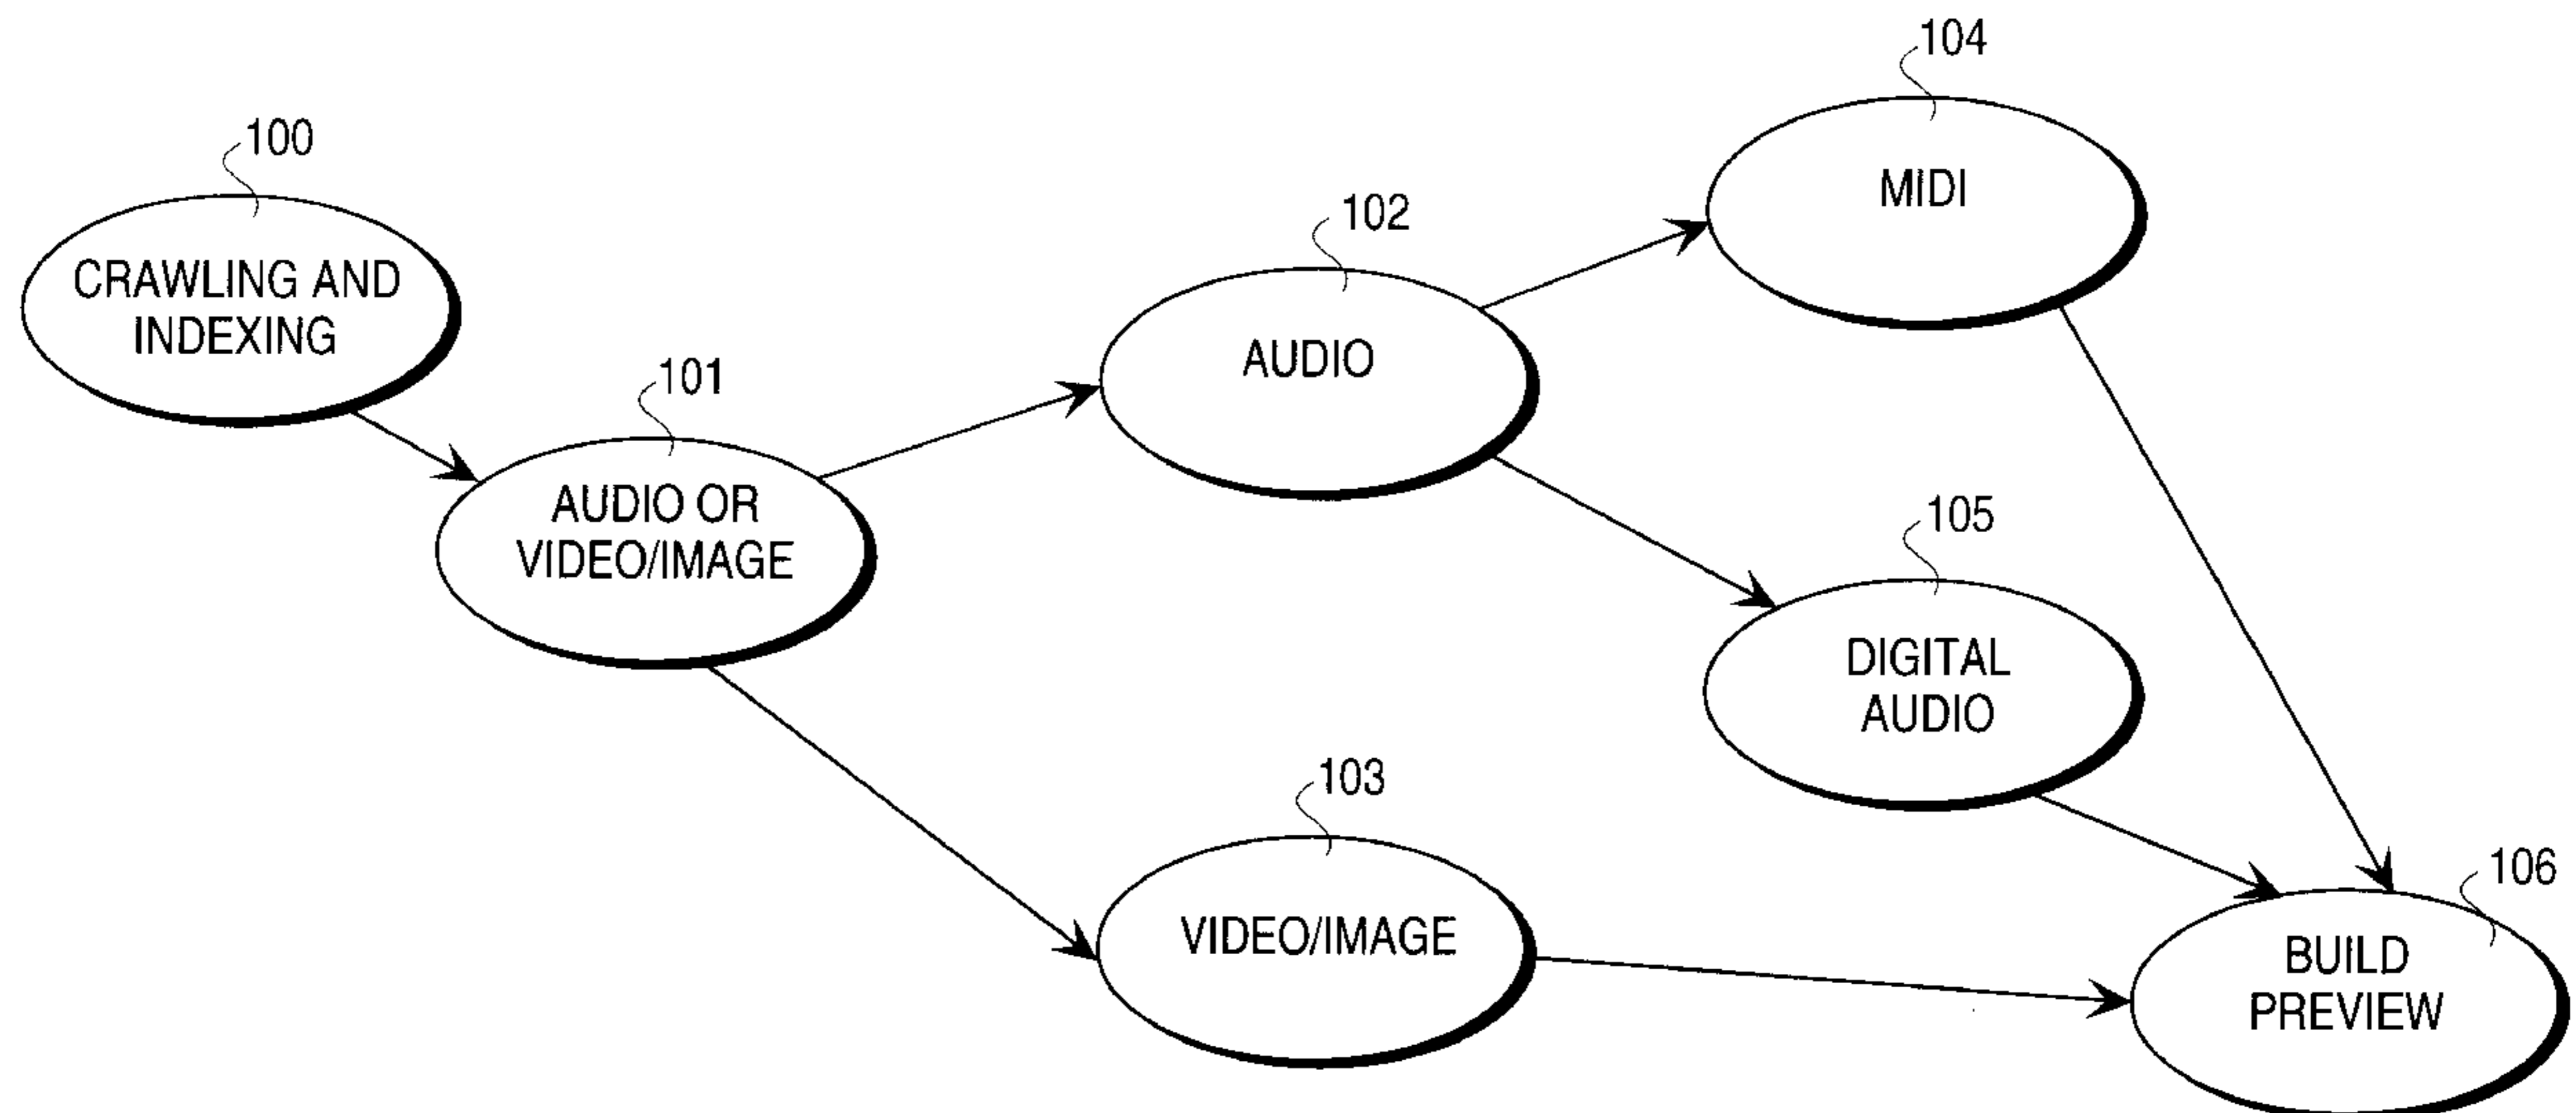 100
CRAWLING AND
INDEXING
101
AUDIO OR
VIDEO/IMAGE
102
AUDIO
103
VIDEO/IMAGE
104
MIDI
105
DIGITAL
AUDIO
106
BUILD
PREVIEW